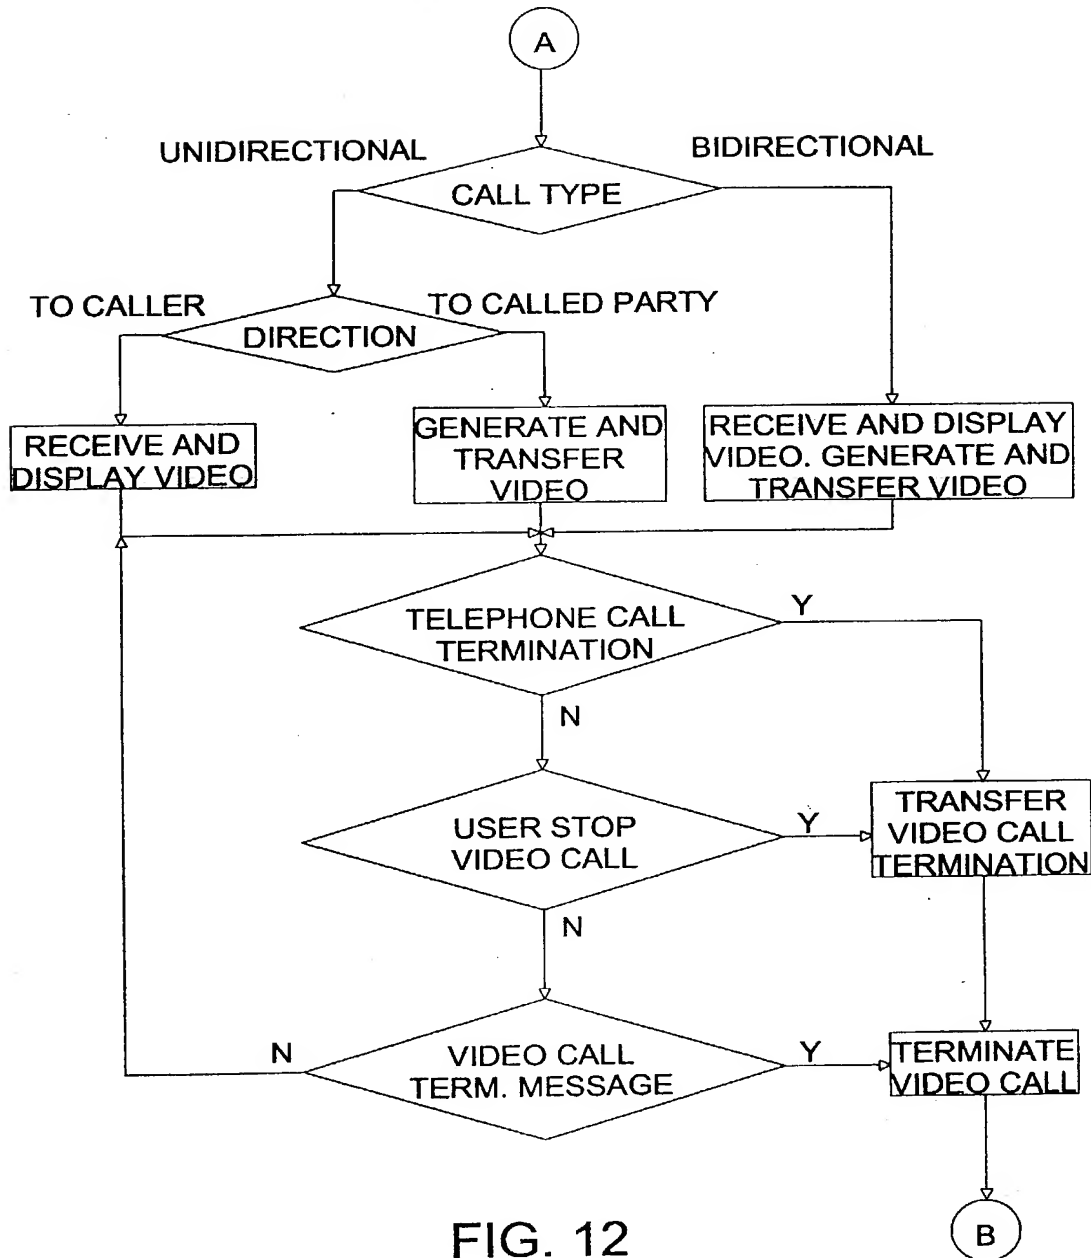 A
UNIDIRECTIONAL
BIDIRECTIONAL
CALL TYPE
TO CALLER
TO CALLED PARTY
DIRECTION
RECEIVE AND
DISPLAY VIDEO
GENERATE AND
TRANSFER
VIDEO
RECEIVE AND DISPLAY
VIDEO. GENERATE AND
TRANSFER VIDEO
TELEPHONE CALL
TERMINATION
Y
N
USER STOP
VIDEO CALL
Y
TRANSFER
VIDEO CALL
TERMINATION
N
N
VIDEO CALL
TERM. MESSAGE
Y
TERMINATE
VIDEO CALL
B
FIG. 12